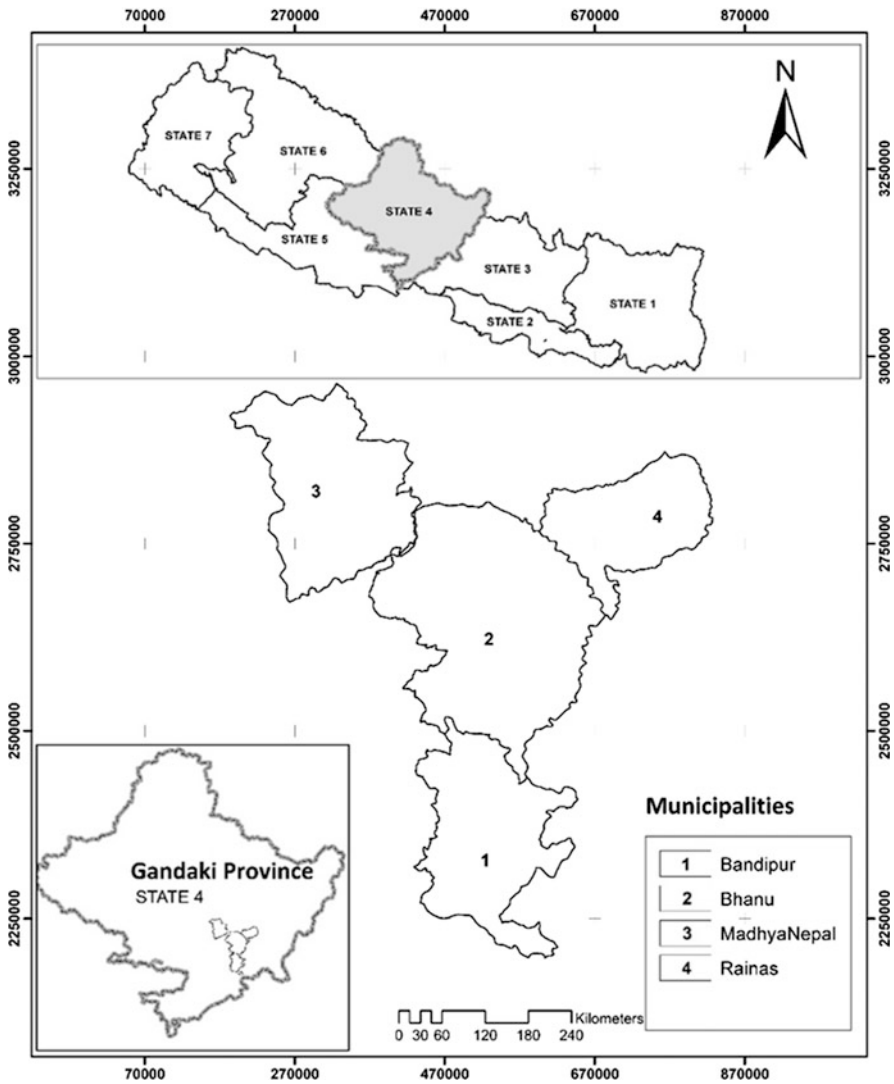 70000 270000 470000 670000 870000
N
STATE 7
STATE 6
3250000 3250000
STATE 4
STATE 5
STATE 3
STATE 1
STATE 2
3000000 3000000
3
4
2750000 2750000
2
2500000 2500000
Municipalities
1
1 Bandipur
Gandaki Province
2 Bhanu
STATE 4
2250000 2250000
3 MadhyaNepal
4 Rainas
Kilometers
0 30 60 120 180 240
70000 270000 470000 670000 870000